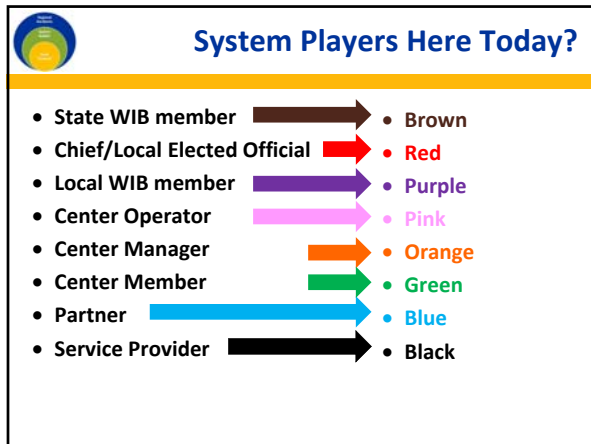 System Players Here Today?
• State WIB member • Brown
• Chief/Local Elected Official • Red
• Local WIB member • Purple
• Center Operator • Pink
• Center Manager • Orange
• Center Member • Green
• Partner • Blue
• Service Provider • Black